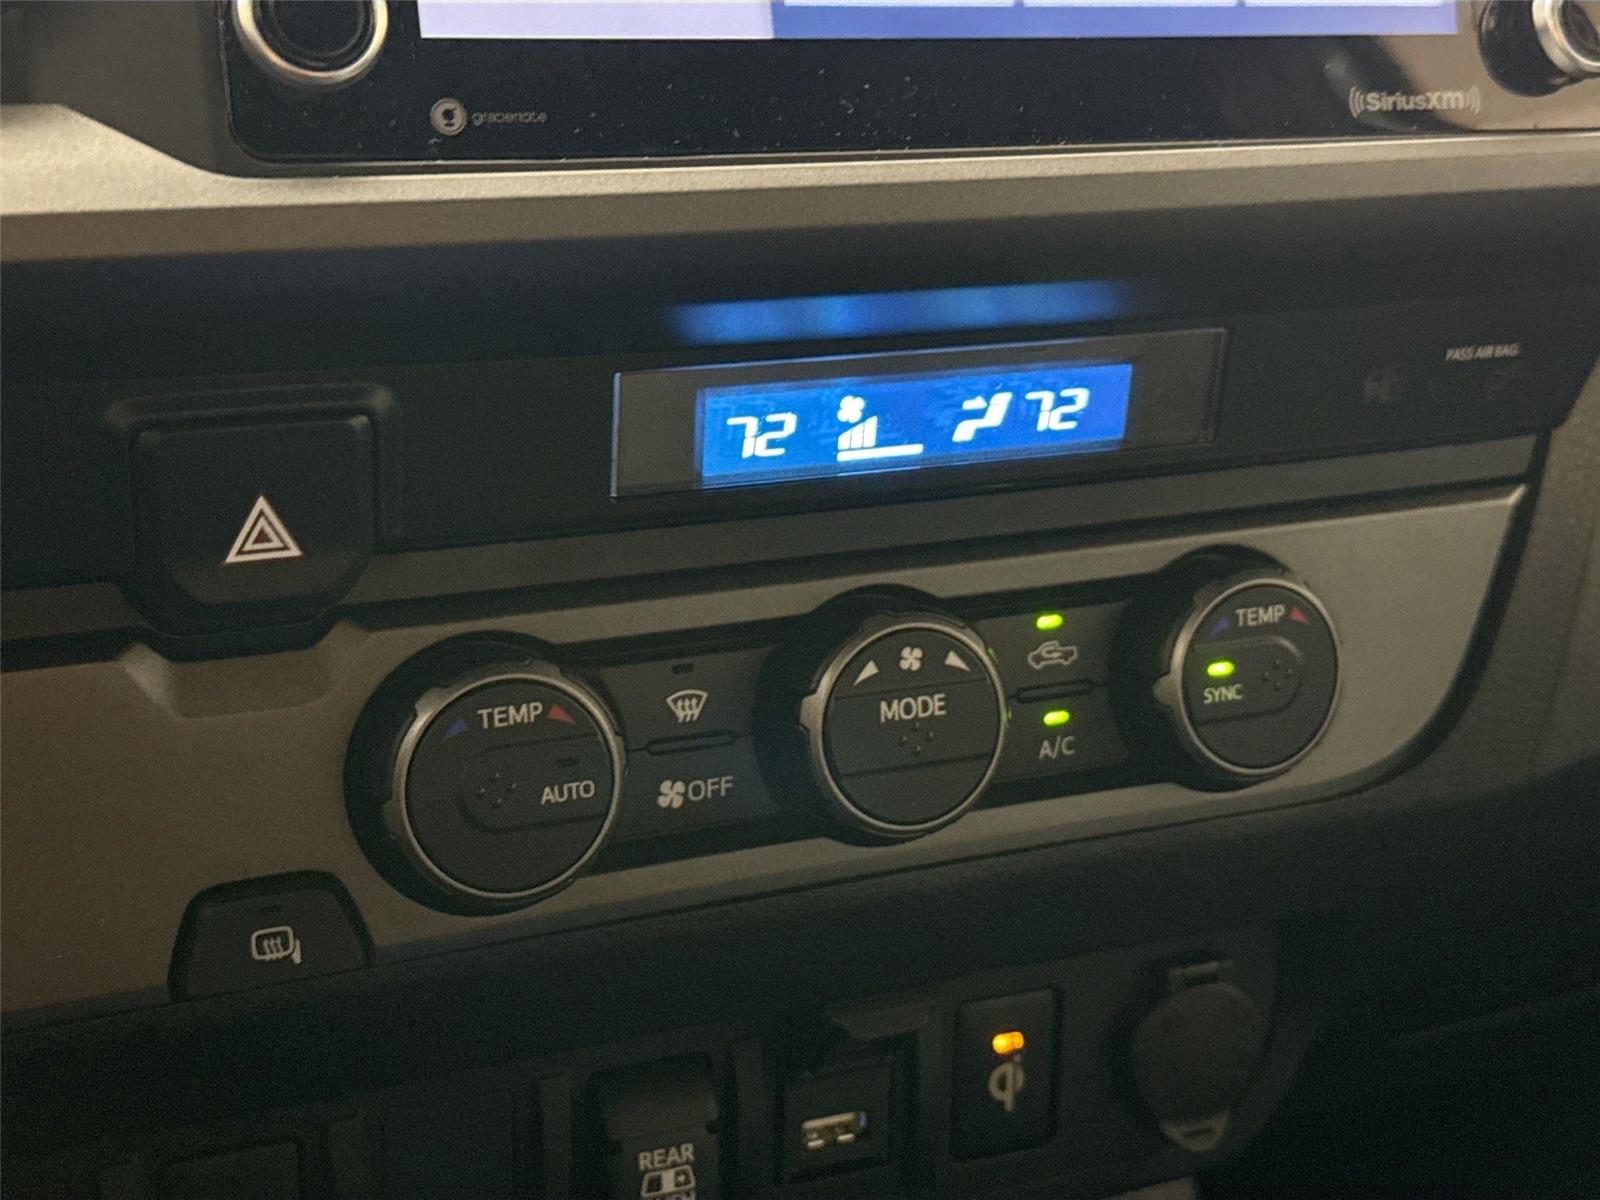 gracenote
SiriusXM
PASS AIR BAG
72 72
TEMP
AUTO
OFF
MODE
A/C
TEMP
SYNC
REAR